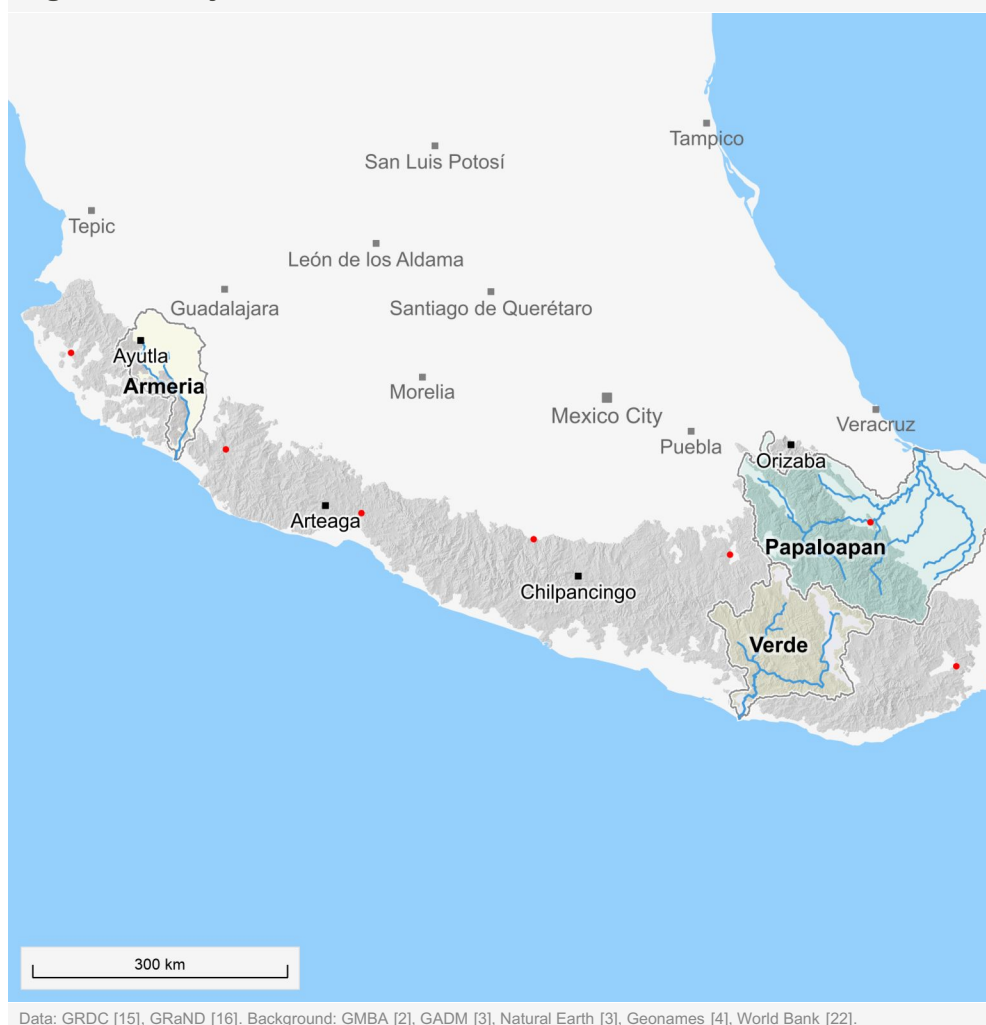 Tampico
San Luis Potosí
Tepic
León de los Aldama
Guadalajara
Santiago de Querétaro
Ayutla
Armeria
Morelia
Mexico City
Veracruz
Puebla
Orizaba
Arteaga
Papaloapan
Chilpancingo
Verde
300 km
Data: GRDC [15], GRanD [16]. Background: GMBA [2], GADM [3], Natural Earth [3], Geonames [4], World Bank [22].